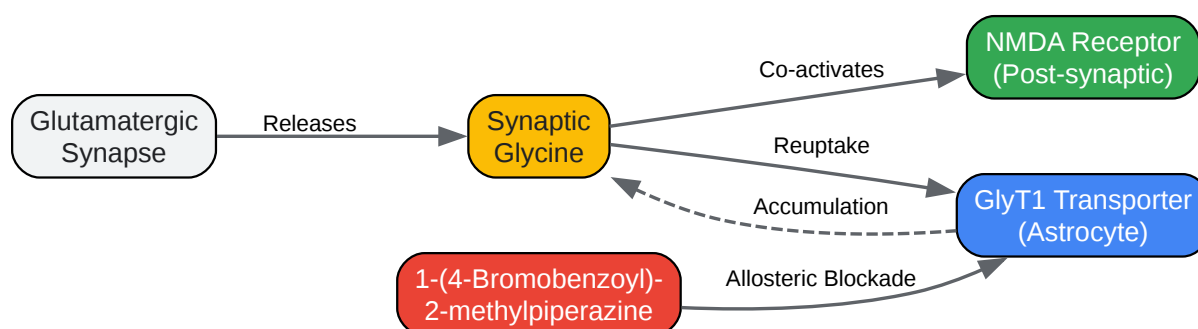 Glutamatergic
Synapse
Releases
Synaptic
Glycine
Co-activates
NMDA Receptor
(Post-synaptic)
Reuptake
Accumulation
GlyT1 Transporter
(Astrocyte)
1-(4-Bromobenzoyl)-
2-methylpiperazine
Allosteric Blockade